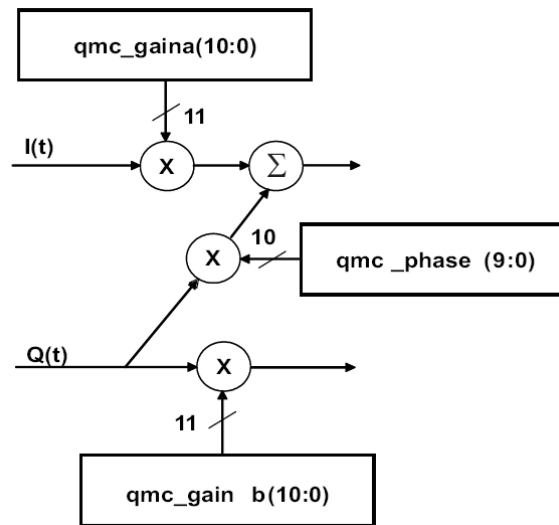 qmc_gaina(10:0)
11
I(t)
X
Σ
10
X
qmc _phase (9:0)
Q(t)
X
11
qmc_gain b(10:0)